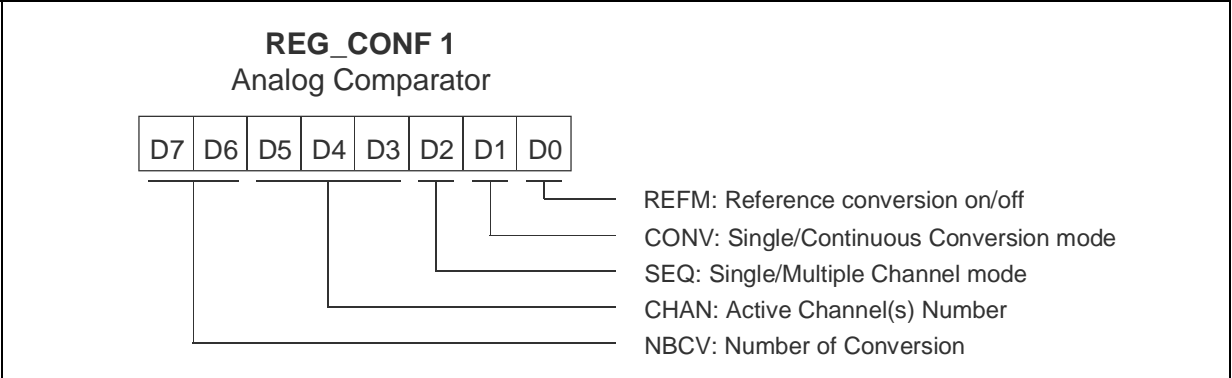 REG_CONF 1
Analog Comparator
D7 D6 D5 D4 D3 D2 D1 D0
REFM: Reference conversion on/off
CONV: Single/Continuous Conversion mode
SEQ: Single/Multiple Channel mode
CHAN: Active Channel(s) Number
NBCV: Number of Conversion